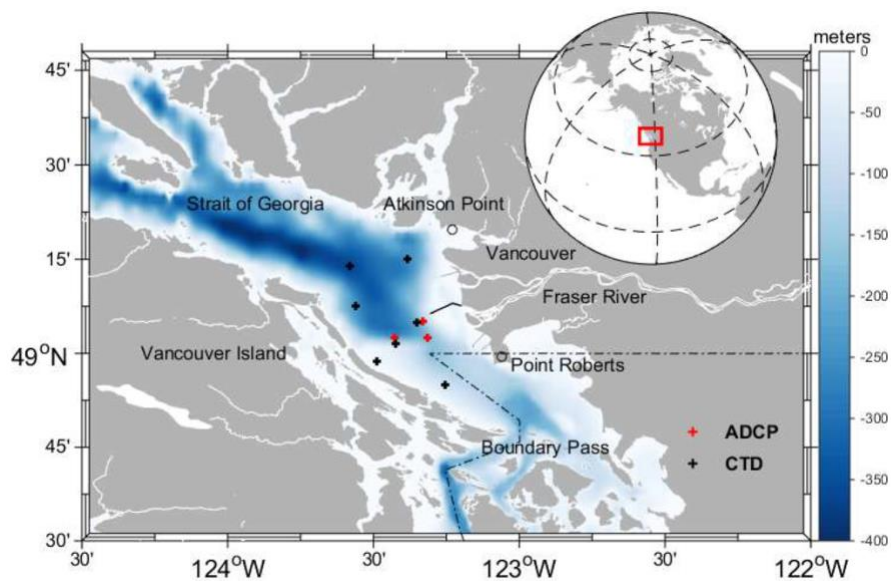 meters
0
-50
-100
-150
-200
-250
-300
-350
-400
45'
30'
15'
49°N
45'
30'
Strait of Georgia
Atkinson Point
Vancouver
Fraser River
Vancouver Island
Point Roberts
Boundary Pass
ADCP
CTD
30'
124°W
30'
123°W
30'
122°W